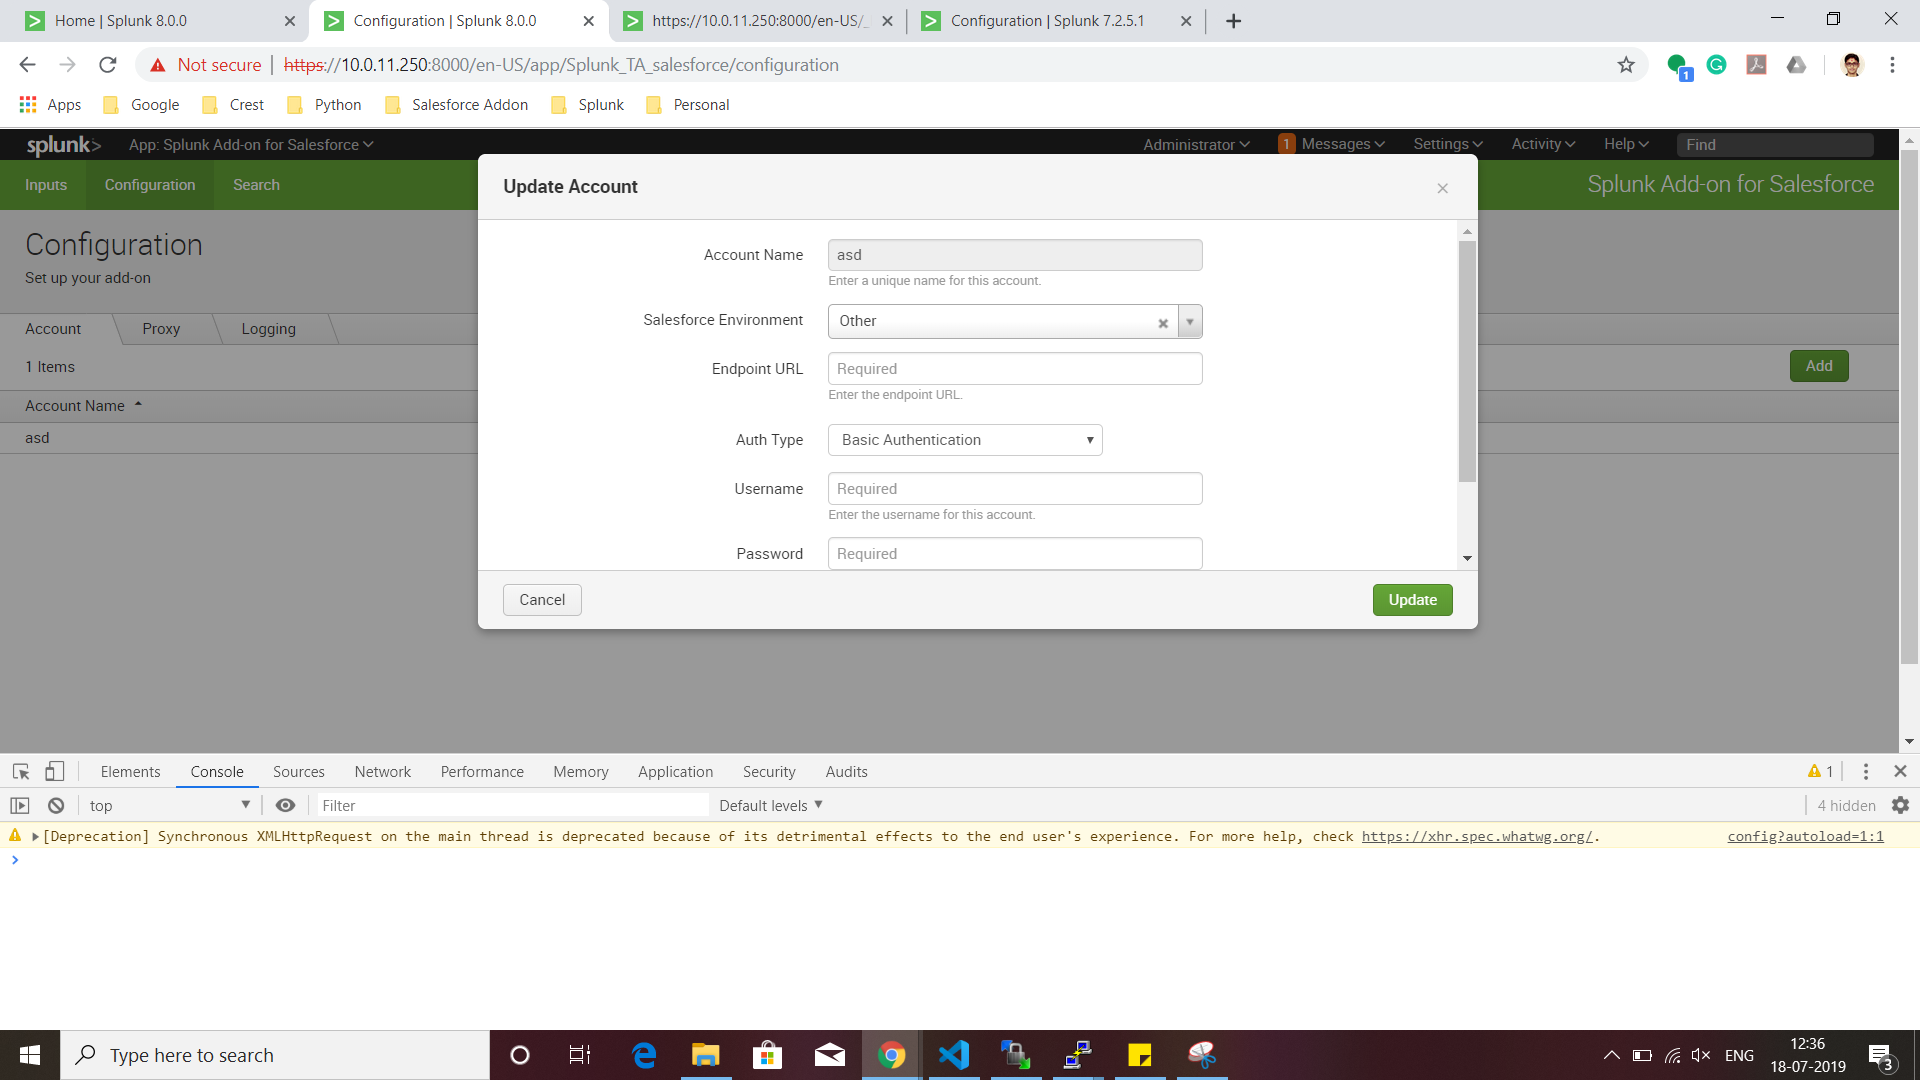 Home | Splunk 8.0.0
Configuration | Splunk 8.0.0
https://10.0.11.250:8000/en-US/
Configuration | Splunk 7.2.5.1
Not secure | https://10.0.11.250:8000/en-US/app/Splunk_TA_salesforce/configuration
1
Apps Google Crest Python Salesforce Addon Splunk Personal
splunk> App: Splunk Add-on for Salesforce Administrator 1 Messages Settings Activity Help Find
Inputs Configuration Search Splunk Add-on for Salesforce
Configuration
Set up your add-on
Account Proxy Logging
1 Items
Add
Account Name
asd
Update Account
Account Name asd
Enter a unique name for this account.
Salesforce Environment Other
Endpoint URL Required
Enter the endpoint URL.
Auth Type Basic Authentication
Username Required
Enter the username for this account.
Password Required
Cancel Update
Elements Console Sources Network Performance Memory Application Security Audits 1
top Filter Default levels 4 hidden
[Deprecation] Synchronous XMLHttpRequest on the main thread is deprecated because of its detrimental effects to the end user's experience. For more help, check https://xhr.spec.whatwg.org/. config?autoload=1:1
Type here to search
ENG
12:36
18-07-2019
3